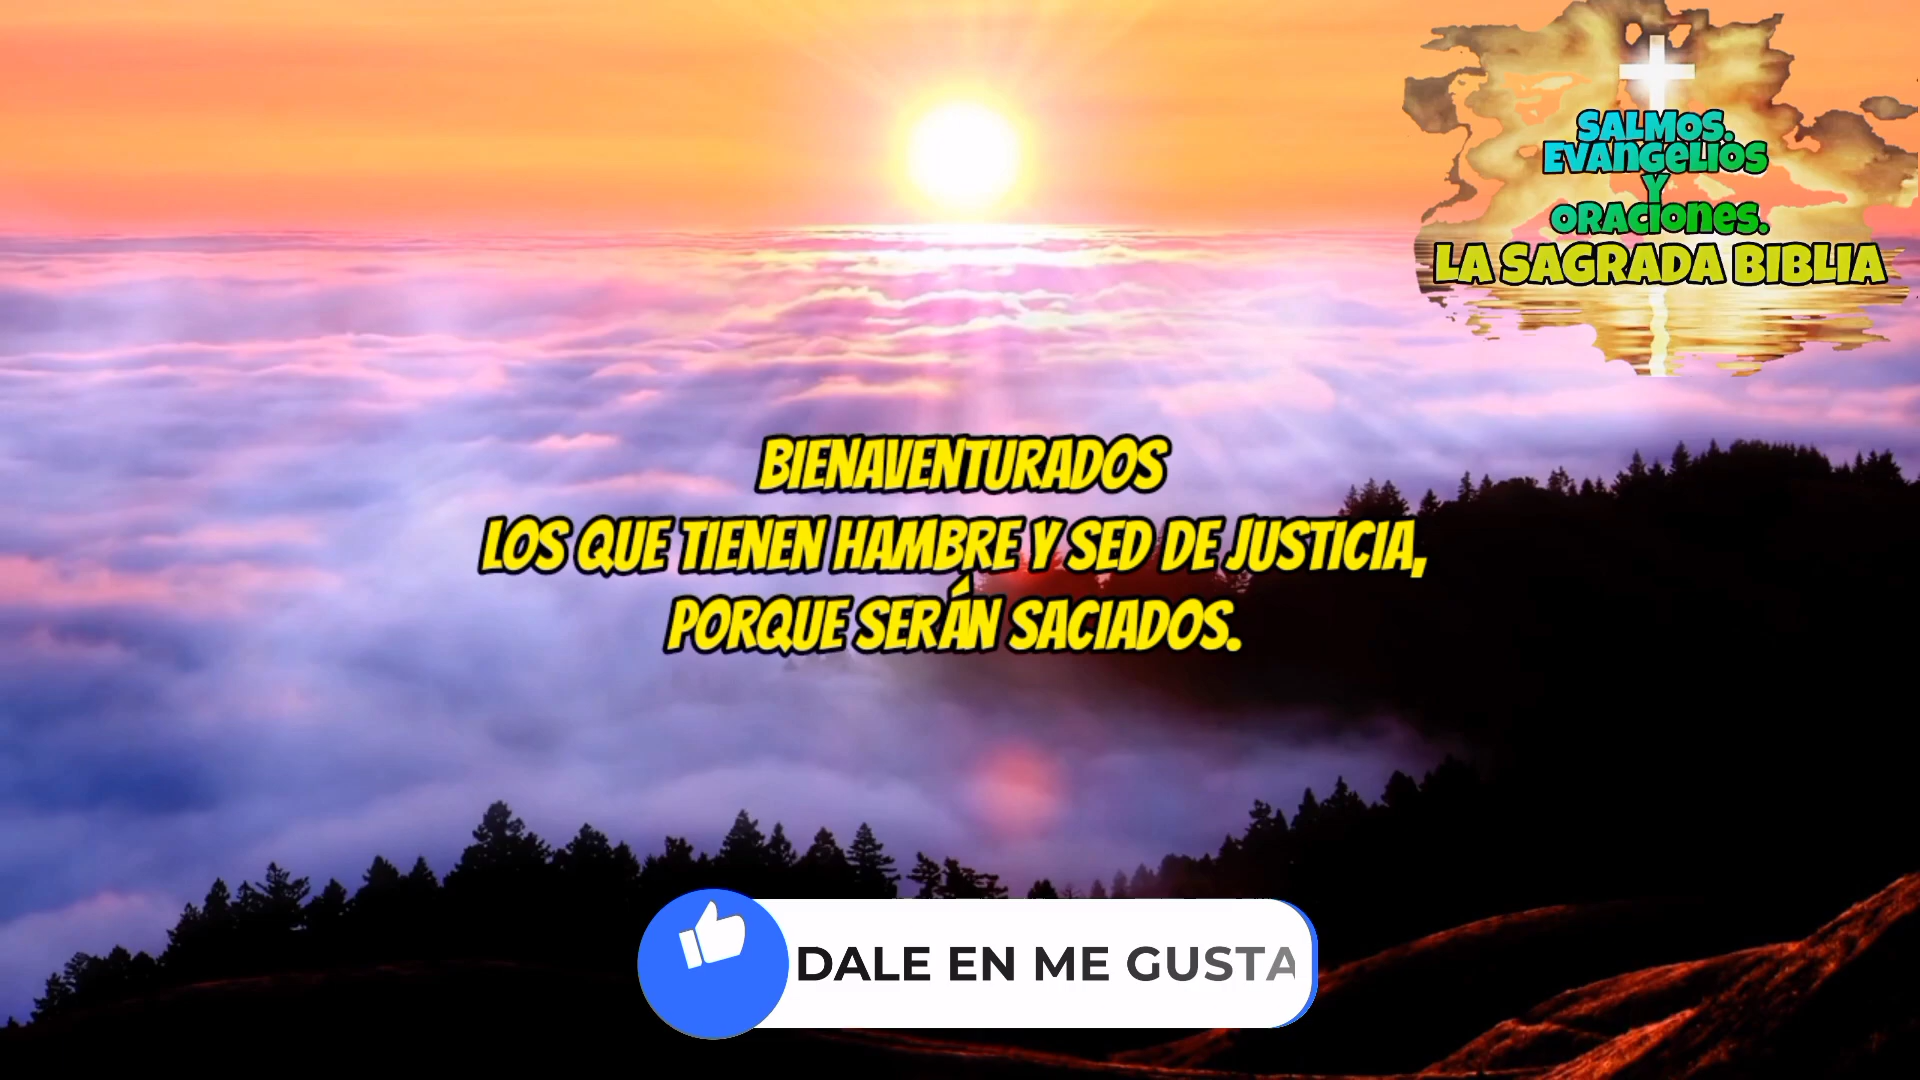 SALMOS.
EVANGELIOS
Y
ORACIONES.
LA SAGRADA BIBLIA
BIENAVENTURADOS
LOS QUE TIENEN HAMBRE Y SED DE JUSTICIA,
PORQUE SERÁN SACIADOS.
DALE EN ME GUSTA